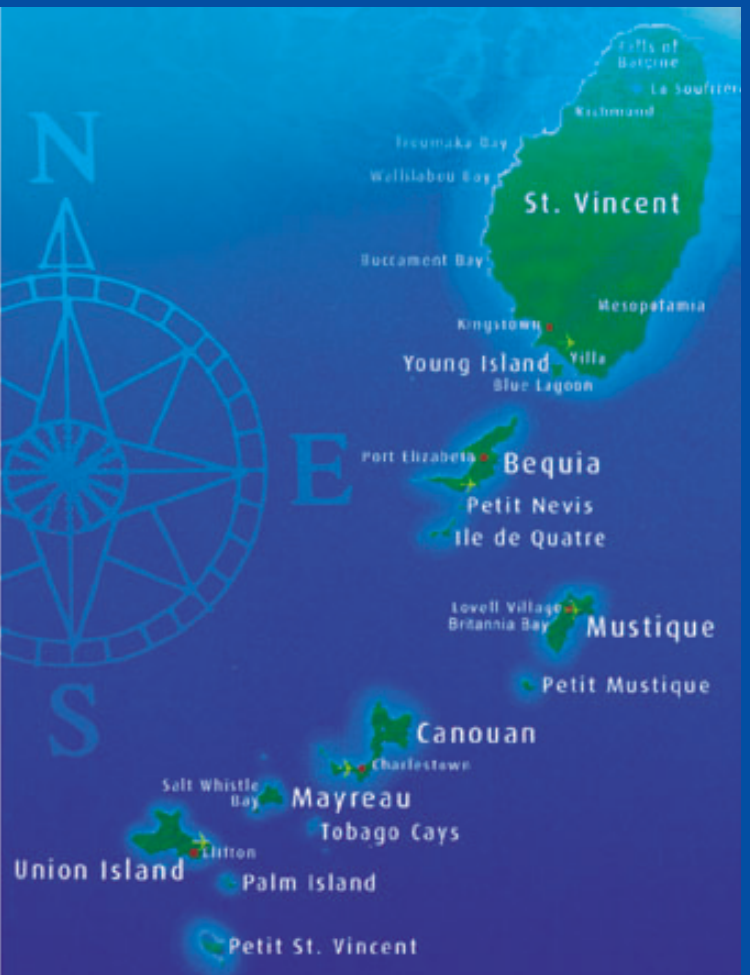 N
Falls of
Baleine
La Soufrier
Richmond
Troumaka Bay
Wallilabou Bay
St. Vincent
Buccament Bay
Mesopotamia
Kingstown
Villa
Young Island
Blue Lagoon
E
Port Elizabeth
Bequia
Petit Nevis
Ile de Quatre
Lovell Village
Britannia Bay
Mustique
Petit Mustique
S
Canouan
Charlestown
Salt Whistle
Bay
Mayreau
Tobago Cays
Clifton
Union Island
Palm Island
Petit St. Vincent